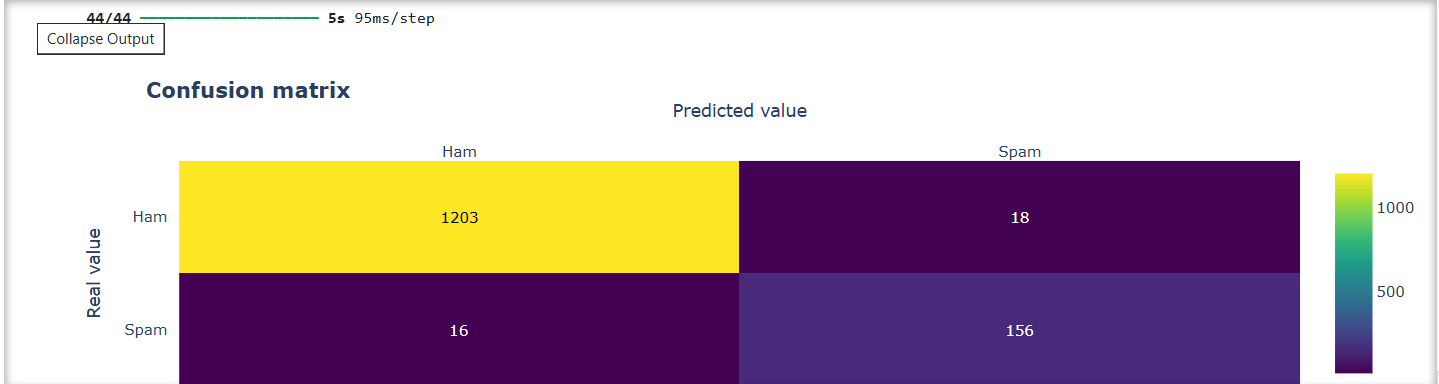 44/44 ━━━━━━━━━━━━━━━━━━━━ 5s 95ms/step
Collapse Output
Confusion matrix
Predicted value
Ham Spam
Real value
Ham 1203 18
Spam 16 156
1000
500